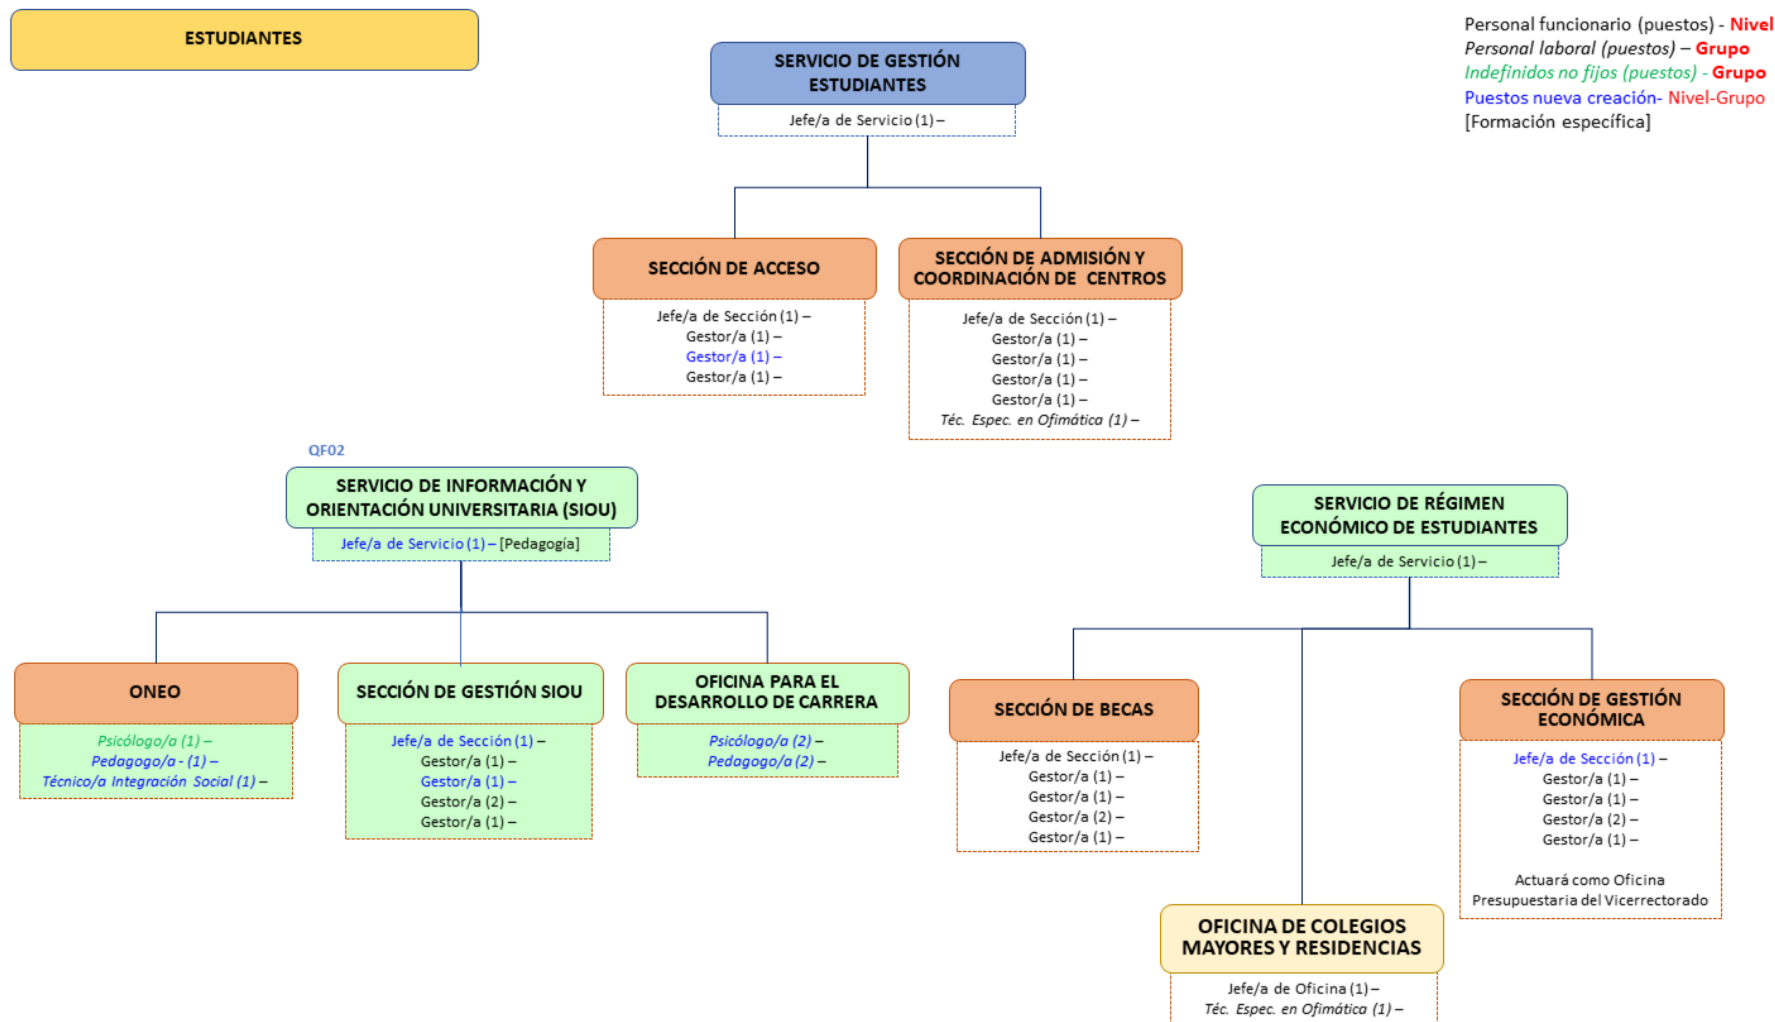 ESTUDIANTES
Personal funcionario (puestos) - Nivel
Personal laboral (puestos) – Grupo
Indefinidos no fijos (puestos) - Grupo
Puestos nueva creación- Nivel-Grupo
[Formación específica]
SERVICIO DE GESTIÓN
ESTUDIANTES
Jefe/a de Servicio (1) –
SECCIÓN DE ACCESO
Jefe/a de Sección (1) –
Gestor/a (1) –
Gestor/a (1) –
Gestor/a (1) –
SECCIÓN DE ADMISIÓN Y
COORDINACIÓN DE CENTROS
Jefe/a de Sección (1) –
Gestor/a (1) –
Gestor/a (1) –
Gestor/a (1) –
Gestor/a (1) –
Téc. Espec. en Ofimática (1) –
QF02
SERVICIO DE INFORMACIÓN Y
ORIENTACIÓN UNIVERSITARIA (SIOU)
Jefe/a de Servicio (1) – [Pedagogía]
ONEO
Psicólogo/a (1) –
Pedagogo/a - (1) –
Técnico/a Integración Social (1) –
SECCIÓN DE GESTIÓN SIOU
Jefe/a de Sección (1) –
Gestor/a (1) –
Gestor/a (1) –
Gestor/a (2) –
Gestor/a (1) –
OFICINA PARA EL
DESARROLLO DE CARRERA
Psicólogo/a (2) –
Pedagogo/a (2) –
SERVICIO DE RÉGIMEN
ECONÓMICO DE ESTUDIANTES
Jefe/a de Servicio (1) –
SECCIÓN DE BECAS
Jefe/a de Sección (1) –
Gestor/a (1) –
Gestor/a (1) –
Gestor/a (2) –
Gestor/a (1) –
SECCIÓN DE GESTIÓN
ECONÓMICA
Jefe/a de Sección (1) –
Gestor/a (1) –
Gestor/a (1) –
Gestor/a (2) –
Gestor/a (1) –
Actuará como Oficina
Presupuestaria del Vicerrectorado
OFICINA DE COLEGIOS
MAYORES Y RESIDENCIAS
Jefe/a de Oficina (1) –
Téc. Espec. en Ofimática (1) –